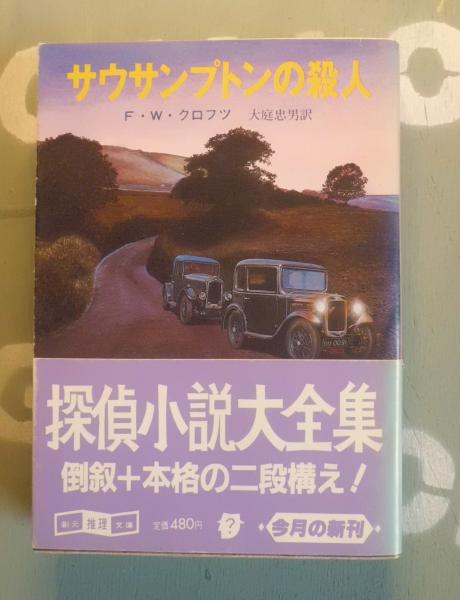 サウサンプトンの殺人
F・W・クロフツ 大庭忠男訳
探偵小説大全集
倒叙+本格の二段構え!
創元 推理 文庫 定価480円 ? 今月の新刊